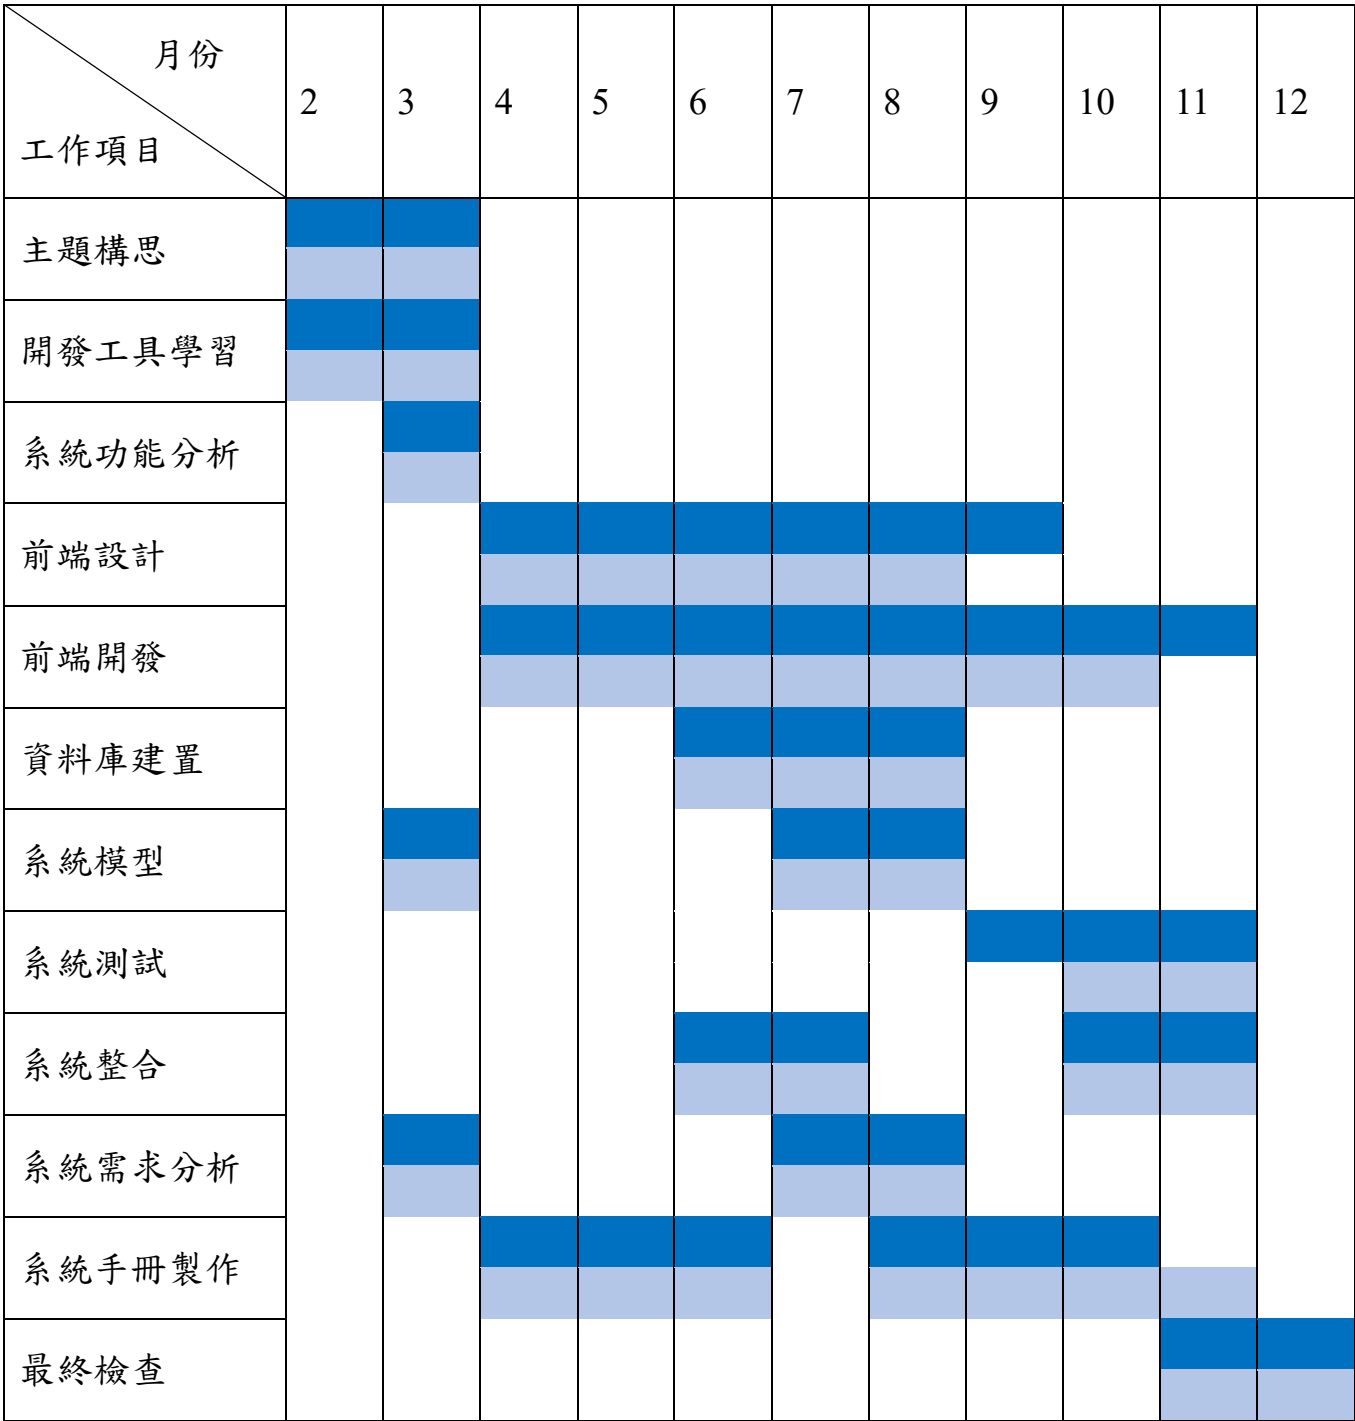 月份
工作項目
2 3 4 5 6 7 8 9 10 11 12
主題構思
開發工具學習
系統功能分析
前端設計
前端開發
資料庫建置
系統模型
系統測試
系統整合
系統需求分析
系統手冊製作
最終檢查